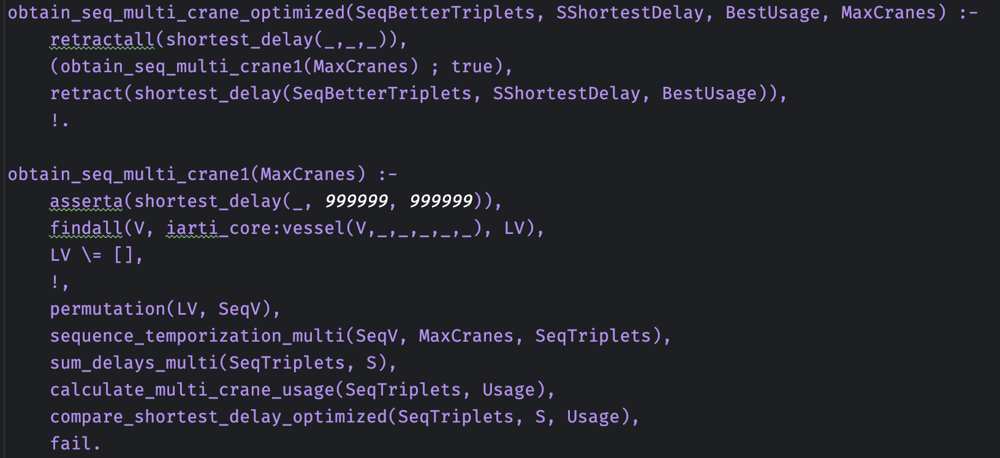 obtain_seq_multi_crane_optimized(SeqBetterTriplets, SShortestDelay, BestUsage, MaxCranes) :-
    retractall(shortest_delay(_,_,_)),
    (obtain_seq_multi_crane1(MaxCranes) ; true),
    retract(shortest_delay(SeqBetterTriplets, SShortestDelay, BestUsage)),
    !.

obtain_seq_multi_crane1(MaxCranes) :-
    asserta(shortest_delay(_, 999999, 999999)),
    findall(V, iarti_core:vessel(V,_,_,_,_,_), LV),
    LV \= [],
    !,
    permutation(LV, SeqV),
    sequence_temporization_multi(SeqV, MaxCranes, SeqTriplets),
    sum_delays_multi(SeqTriplets, S),
    calculate_multi_crane_usage(SeqTriplets, Usage),
    compare_shortest_delay_optimized(SeqTriplets, S, Usage),
    fail.